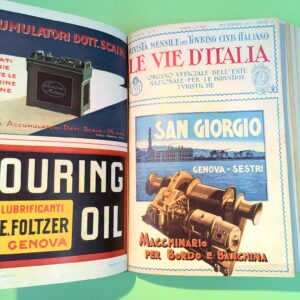 CUMULATORI DOTT. SCAINI
ACCUMULATORI DOTT. SCAINI - MILANO
OURING
LUBRIFICANTI
E. FOLTZER
GENOVA
OIL
RIVISTA MENSILE DEL TOURING CLUB ITALIANO
LE VIE D'ITALIA
ORGANO UFFICIALE DELL'ENTE
NAZIONALE PER LE INDUSTRIE
TURISTICHE
SAN GIORGIO
GENOVA - SESTRI
MACCHINARIO
PER BORDO E BANCHINA